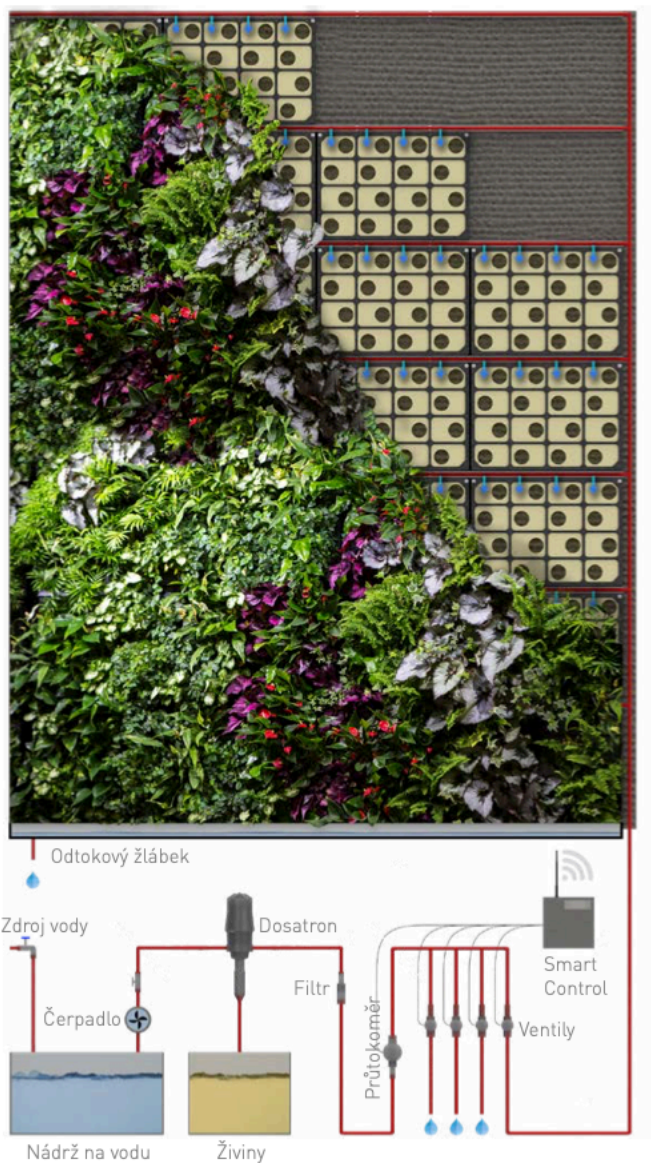 Odtokový žlábek
Zdroj vody
Dosatron
Smart
Control
Filtr
Čerpadlo
Průtokoměr
Ventily
Nádrž na vodu
Živiny